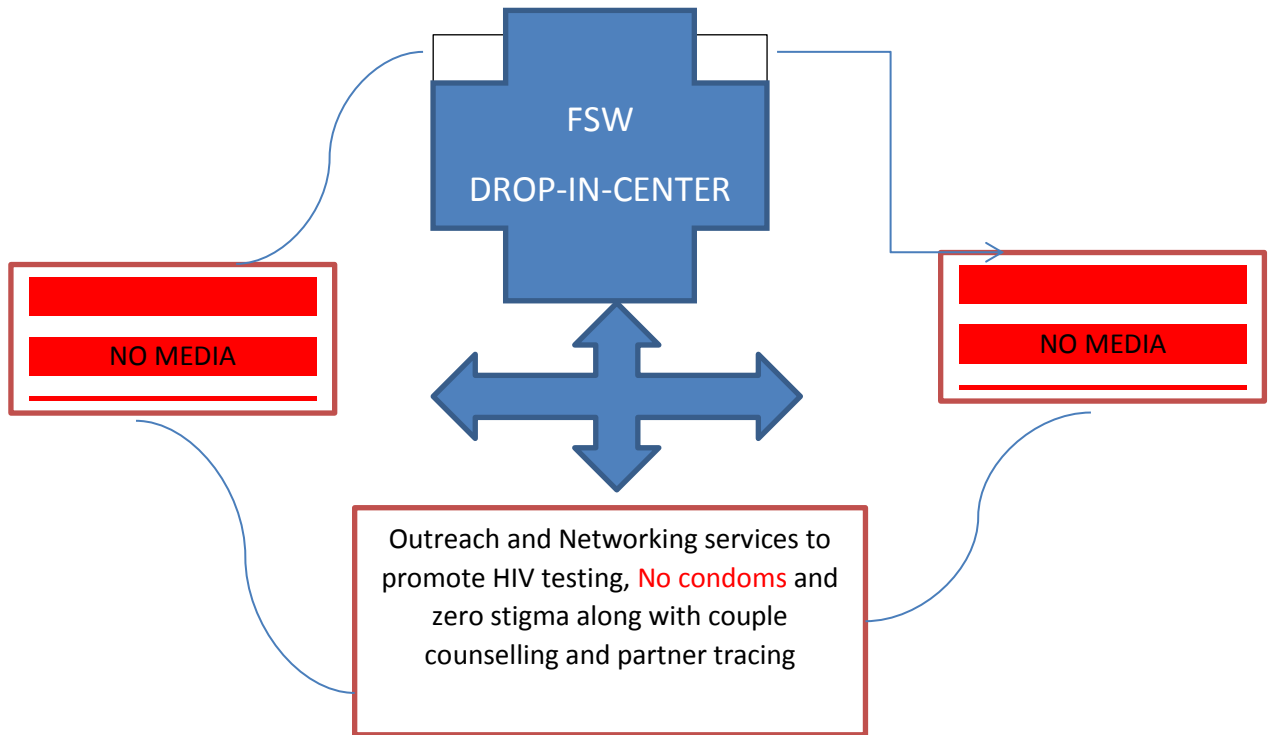 FSW
DROP-IN-CENTER
NO MEDIA
NO MEDIA
Outreach and Networking services to
promote HIV testing, No condoms and
zero stigma along with couple
counselling and partner tracing